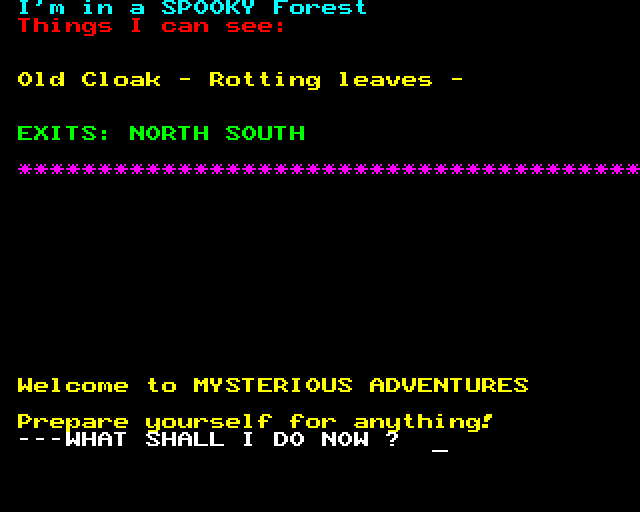 I'm in a SPOOKY Forest
Things I can see:
Old Cloak - Rotting leaves -
EXITS: NORTH SOUTH
***************************************
Welcome to MYSTERIOUS ADVENTURES
Prepare yourself for anything!
---WHAT SHALL I DO NOW ? _